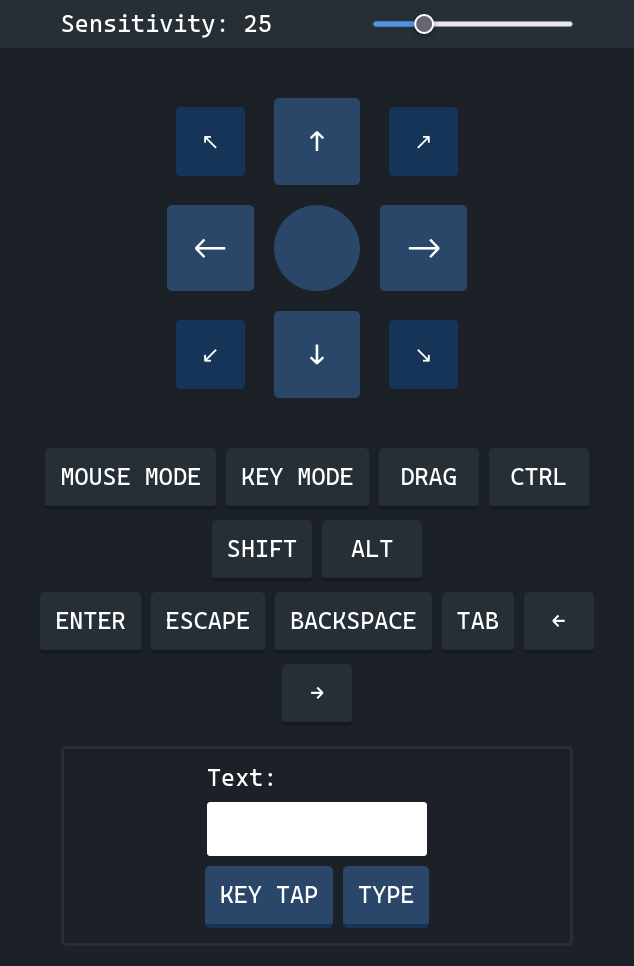 Sensitivity: 25
↖ ↑ ↗
← →
↙ ↓ ↘
MOUSE MODE KEY MODE DRAG CTRL
SHIFT ALT
ENTER ESCAPE BACKSPACE TAB ←
→
Text:
KEY TAP TYPE